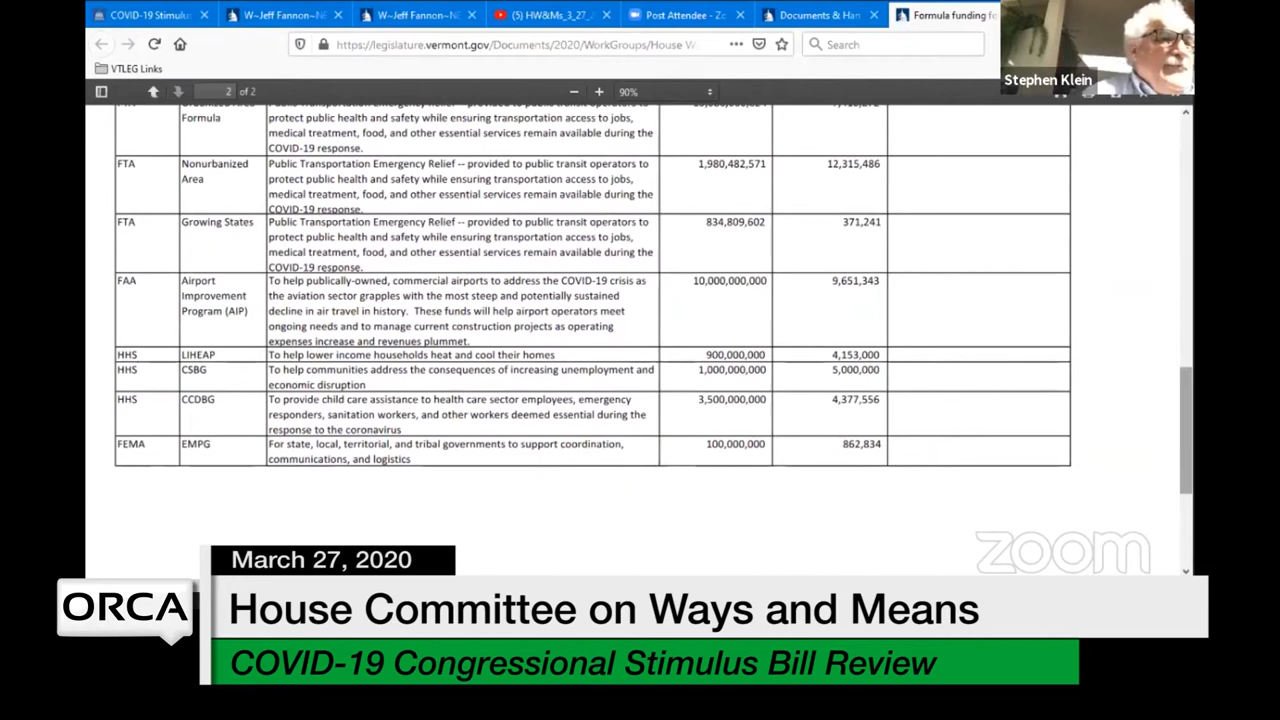 COVID-19 Stimulu
W~Jeff Fannon~N
W~Jeff Fannon~N
(5) HW&Ms_3_27_
Post Attendee - Zo
Documents & Han
Formula funding fo
https://legislature.vermont.gov/Documents/2020/WorkGroups/House W
Search
VTLEG Links
Stephen Klein
2 of 2
90%
Formula
protect public health and safety while ensuring transportation access to jobs,
medical treatment, food, and other essential services remain available during the
COVID-19 response.
FTA Nonurbanized Public Transportation Emergency Relief -- provided to public transit operators to 1,980,482,571 12,315,486
Area protect public health and safety while ensuring transportation access to jobs,
medical treatment, food, and other essential services remain available during the
COVID-19 response.
FTA Growing States Public Transportation Emergency Relief -- provided to public transit operators to 834,809,602 371,241
protect public health and safety while ensuring transportation access to jobs,
medical treatment, food, and other essential services remain available during the
COVID-19 response.
FAA Airport To help publically-owned, commercial airports to address the COVID-19 crisis as 10,000,000,000 9,651,343
Improvement the aviation sector grapples with the most steep and potentially sustained
Program (AIP) decline in air travel in history. These funds will help airport operators meet
ongoing needs and to manage current construction projects as operating
expenses increase and revenues plummet.
HHS LIHEAP To help lower income households heat and cool their homes 900,000,000 4,153,000
HHS CSBG To help communities address the consequences of increasing unemployment and 1,000,000,000 5,000,000
economic disruption
HHS CCDBG To provide child care assistance to health care sector employees, emergency 3,500,000,000 4,377,556
responders, sanitation workers, and other workers deemed essential during the
response to the coronavirus
FEMA EMPG For state, local, territorial, and tribal governments to support coordination, 100,000,000 862,834
communications, and logistics
zoom
March 27, 2020
ORCA
House Committee on Ways and Means
COVID-19 Congressional Stimulus Bill Review